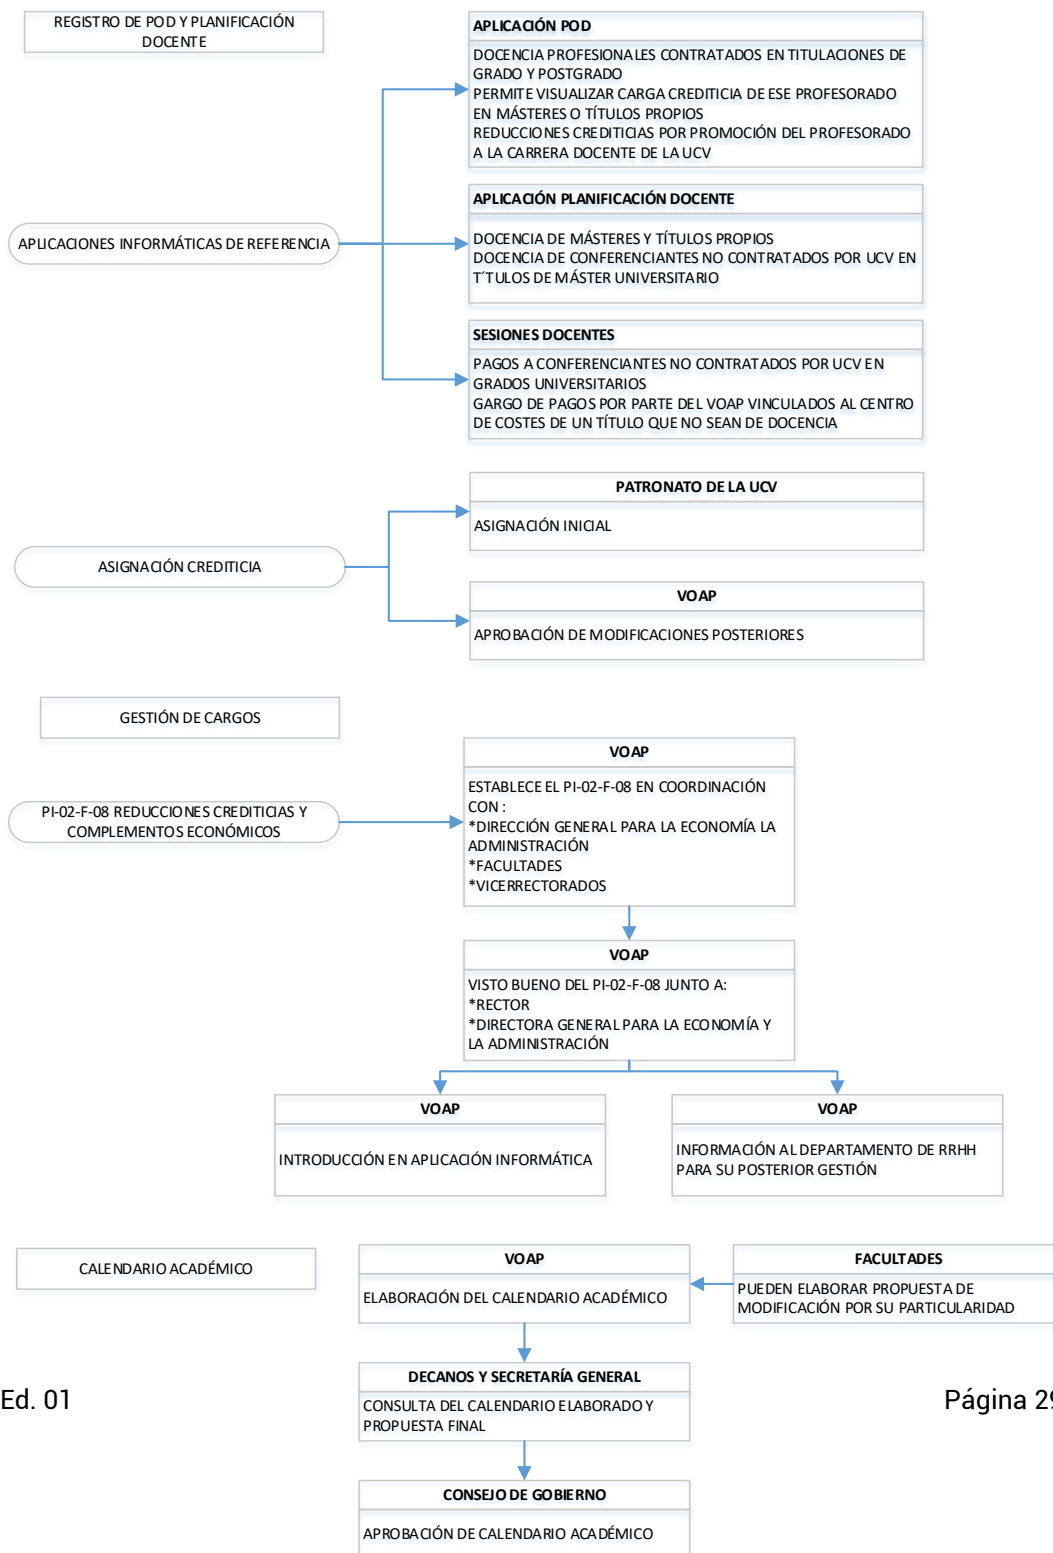 REGISTRO DE POD Y PLANIFICACIÓN
DOCENTE
APLICACIÓN POD
DOCENCIA PROFESIONALES CONTRATADOS EN TITULACIONES DE
GRADO Y POSTGRADO
PERMITE VISUALIZAR CARGA CREDITICIA DE ESE PROFESORADO
EN MÁSTERES O TÍTULOS PROPIOS
REDUCCIONES CREDITICIAS POR PROMOCIÓN DEL PROFESORADO
A LA CARRERA DOCENTE DE LA UCV
APLICACIONES INFORMÁTICAS DE REFERENCIA
APLICACIÓN PLANIFICACIÓN DOCENTE
DOCENCIA DE MÁSTERES Y TÍTULOS PROPIOS
DOCENCIA DE CONFERENCIANTES NO CONTRATADOS POR UCV EN
T´TULOS DE MÁSTER UNIVERSITARIO
SESIONES DOCENTES
PAGOS A CONFERENCIANTES NO CONTRATADOS POR UCV EN
GRADOS UNIVERSITARIOS
GARGO DE PAGOS POR PARTE DEL VOAP VINCULADOS AL CENTRO
DE COSTES DE UN TÍTULO QUE NO SEAN DE DOCENCIA
ASIGNACIÓN CREDITICIA
PATRONATO DE LA UCV
ASIGNACIÓN INICIAL
VOAP
APROBACIÓN DE MODIFICACIONES POSTERIORES
GESTIÓN DE CARGOS
PI-02-F-08 REDUCCIONES CREDITICIAS Y
COMPLEMENTOS ECONÓMICOS
VOAP
ESTABLECE EL PI-02-F-08 EN COORDINACIÓN
CON :
*DIRECCIÓN GENERAL PARA LA ECONOMÍA LA
ADMINISTRACIÓN
*FACULTADES
*VICERRECTORADOS
VOAP
VISTO BUENO DEL PI-02-F-08 JUNTO A:
*RECTOR
*DIRECTORA GENERAL PARA LA ECONOMÍA Y
LA ADMINISTRACIÓN
VOAP
INTRODUCCIÓN EN APLICACIÓN INFORMÁTICA
VOAP
INFORMACIÓN AL DEPARTAMENTO DE RRHH
PARA SU POSTERIOR GESTIÓN
CALENDARIO ACADÉMICO
VOAP
ELABORACIÓN DEL CALENDARIO ACADÉMICO
FACULTADES
PUEDEN ELABORAR PROPUESTA DE
MODIFICACIÓN POR SU PARTICULARIDAD
DECANOS Y SECRETARÍA GENERAL
CONSULTA DEL CALENDARIO ELABORADO Y
PROPUESTA FINAL
Ed. 01
Página 29
CONSEJO DE GOBIERNO
APROBACIÓN DE CALENDARIO ACADÉMICO